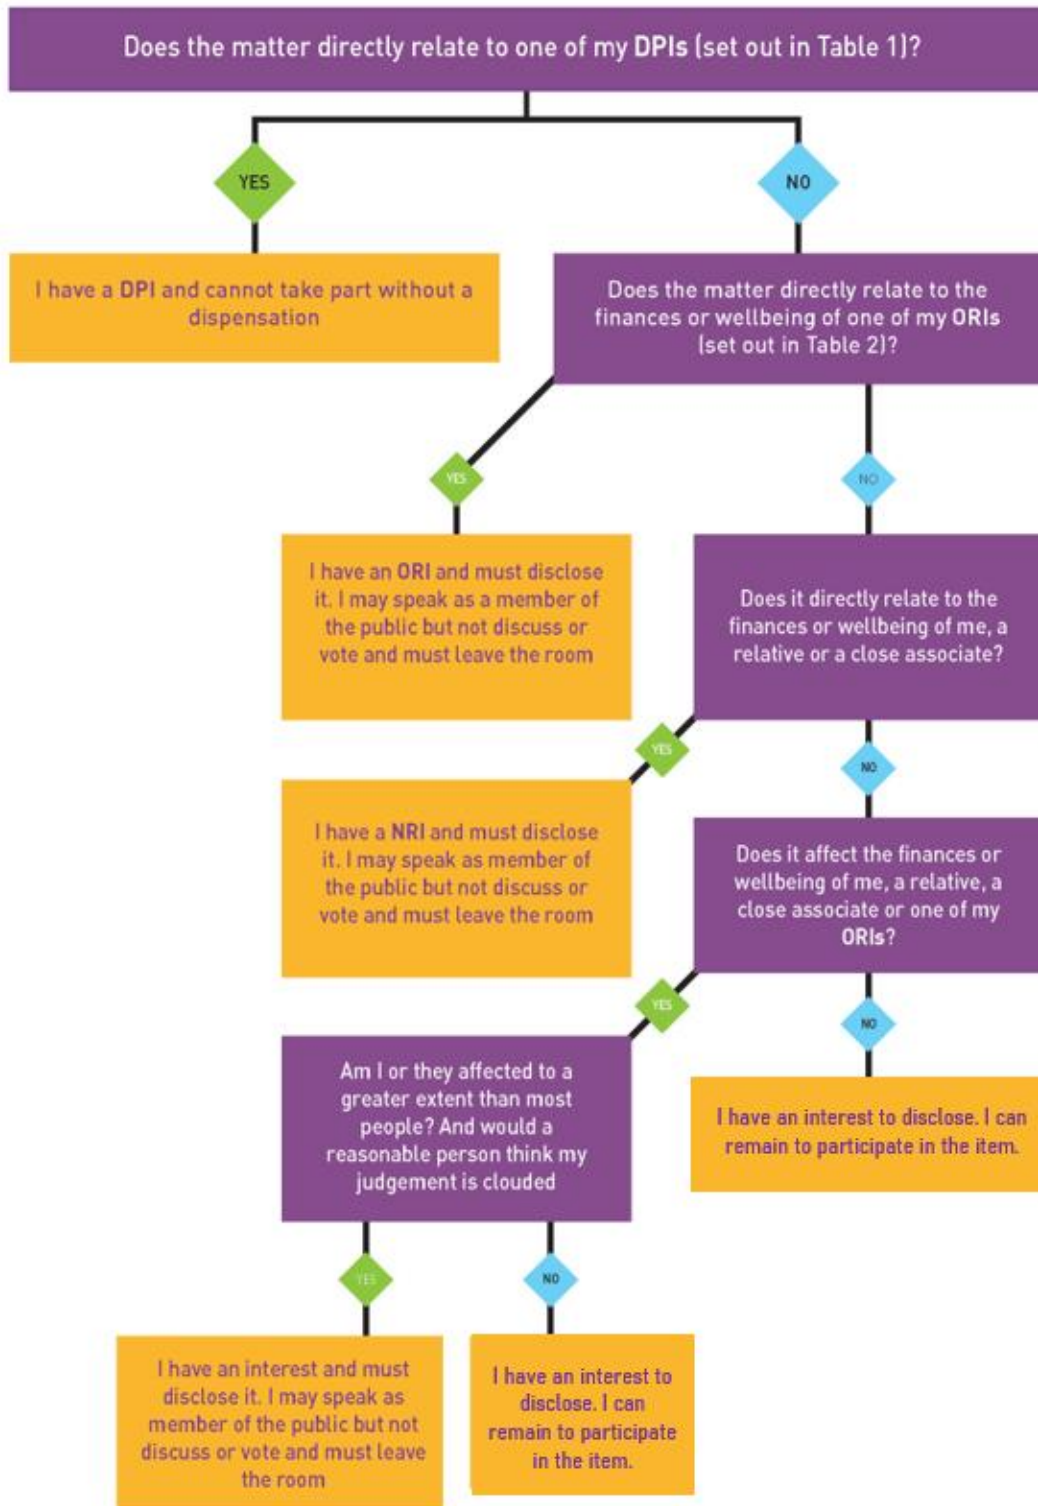 Does the matter directly relate to one of my DPIs (set out in Table 1)?
YES
NO
I have a DPI and cannot take part without a
dispensation
Does the matter directly relate to the
finances or wellbeing of one of my ORIs
(set out in Table 2)?
YES
NO
I have an ORI and must disclose
it. I may speak as a member of
the public but not discuss or
vote and must leave the room
Does it directly relate to the
finances or wellbeing of me, a
relative or a close associate?
YES
NO
I have a NRI and must disclose
it. I may speak as member of
the public but not discuss or
vote and must leave the room
Does it affect the finances or
wellbeing of me, a relative, a
close associate or one of my
ORIs?
YES
NO
Am I or they affected to a
greater extent than most
people? And would a
reasonable person think my
judgement is clouded
I have an interest to disclose. I can
remain to participate in the item.
YES
NO
I have an interest and must
disclose it. I may speak as
member of the public but not
discuss or vote and must leave
the room
I have an interest to
disclose. I can
remain to participate
in the item.